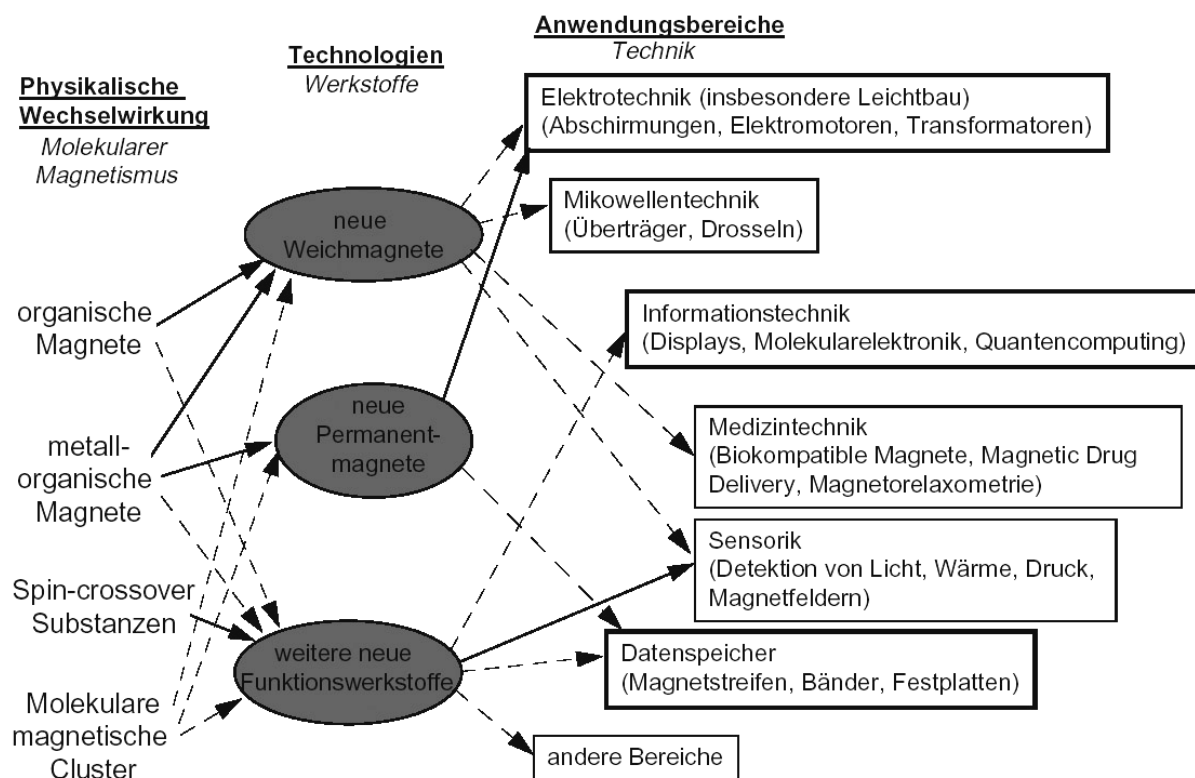 Physikalische
Wechselwirkung
Molekularer
Magnetismus
organische
Magnete
metall-
organische
Magnete
Spin-crossover
Substanzen
Molekulare
magnetische
Cluster
Technologien
Werkstoffe
neue
Weichmagnete
neue
Permanent-
magnete
weitere neue
Funktionswerkstoffe
Anwendungsbereiche
Technik
Elektrotechnik (insbesondere Leichtbau)
(Abschirmungen, Elektromotoren, Transformatoren)
Mikowellentechnik
(Überträger, Drosseln)
Informationstechnik
(Displays, Molekularelektronik, Quantencomputing)
Medizintechnik
(Biokompatible Magnete, Magnetic Drug
Delivery, Magnetorelaxometrie)
Sensorik
(Detektion von Licht, Wärme, Druck,
Magnetfeldern)
Datenspeicher
(Magnetstreifen, Bänder, Festplatten)
andere Bereiche